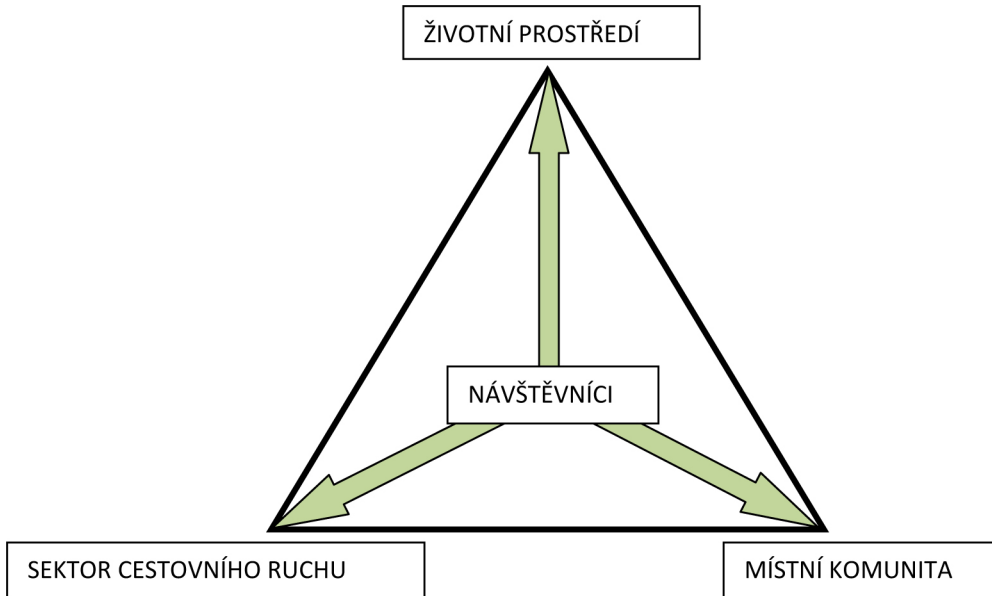 ŽIVOTNÍ PROSTŘEDÍ
NÁVŠTĚVNÍCI
SEKTOR CESTOVNÍHO RUCHU
MÍSTNÍ KOMUNITA